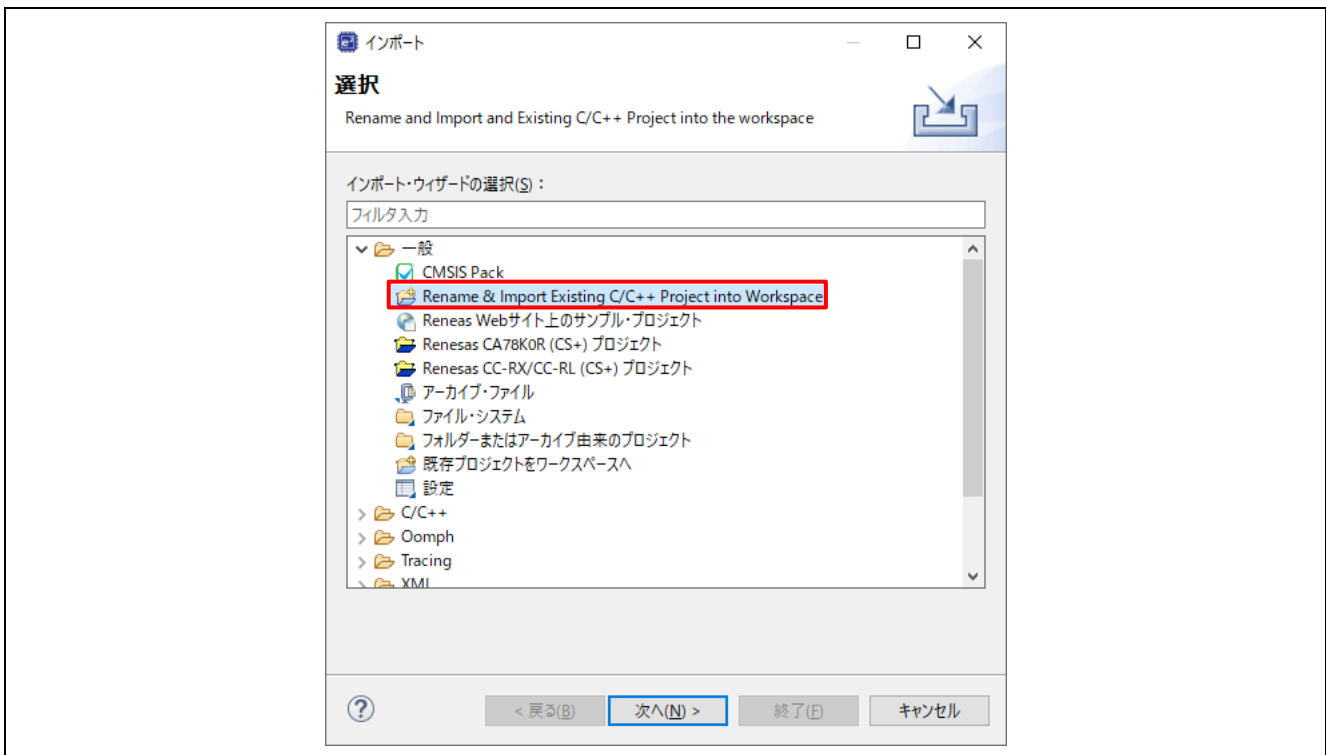 インポート
選択
Rename and Import and Existing C/C++ Project into the workspace
インポート・ウィザードの選択(S)：
フィルタ入力
一般
CMSIS Pack
Rename & Import Existing C/C++ Project into Workspace
Reneas Webサイト上のサンプル・プロジェクト
Renesas CA78K0R (CS+) プロジェクト
Renesas CC-RX/CC-RL (CS+) プロジェクト
アーカイブ・ファイル
ファイル・システム
フォルダーまたはアーカイブ由来のプロジェクト
既存プロジェクトをワークスペースへ
設定
C/C++
Oomph
Tracing
XML
< 戻る(B) 次へ(N) > 終了(F) キャンセル